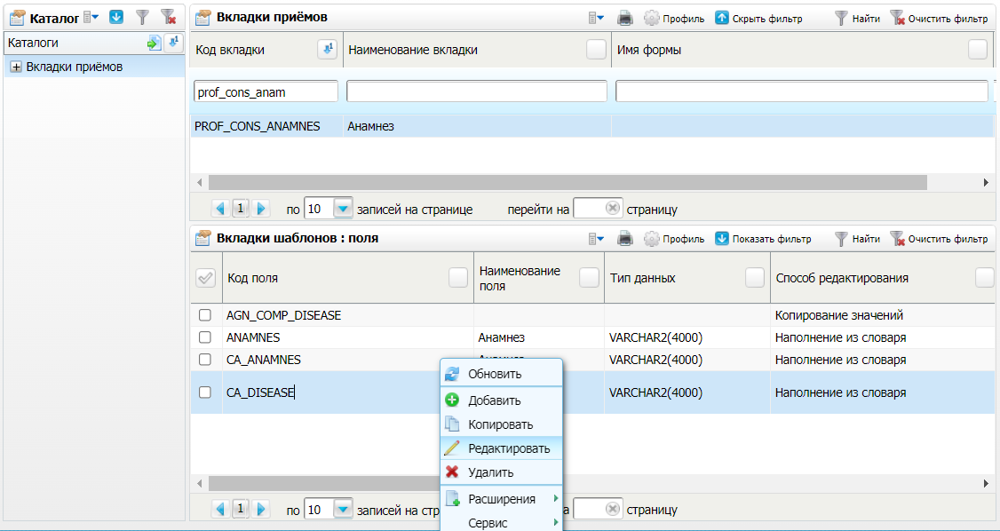 Каталог
Каталоги
Вкладки приёмов
Вкладки приёмов
Профиль
Скрыть фильтр
Найти
Очистить фильтр
Код вкладки
Наименование вкладки
Имя формы
prof_cons_anam
PROF_CONS_ANAMNES Анамнез
1 по 10 записей на странице перейти на страницу
Вкладки шаблонов : поля
Профиль
Показать фильтр
Найти
Очистить фильтр
Код поля
Наименование
поля
Тип данных
Способ редактирования
AGN_COMP_DISEASE Копирование значений
ANAMNES Анамнез VARCHAR2(4000) Наполнение из словаря
CA_ANAMNES VARCHAR2(4000) Наполнение из словаря
CA_DISEASE VARCHAR2(4000) Наполнение из словаря
Обновить
Добавить
Копировать
Редактировать
Удалить
Расширения
Сервис
1 по 10 записей на стр а страницу